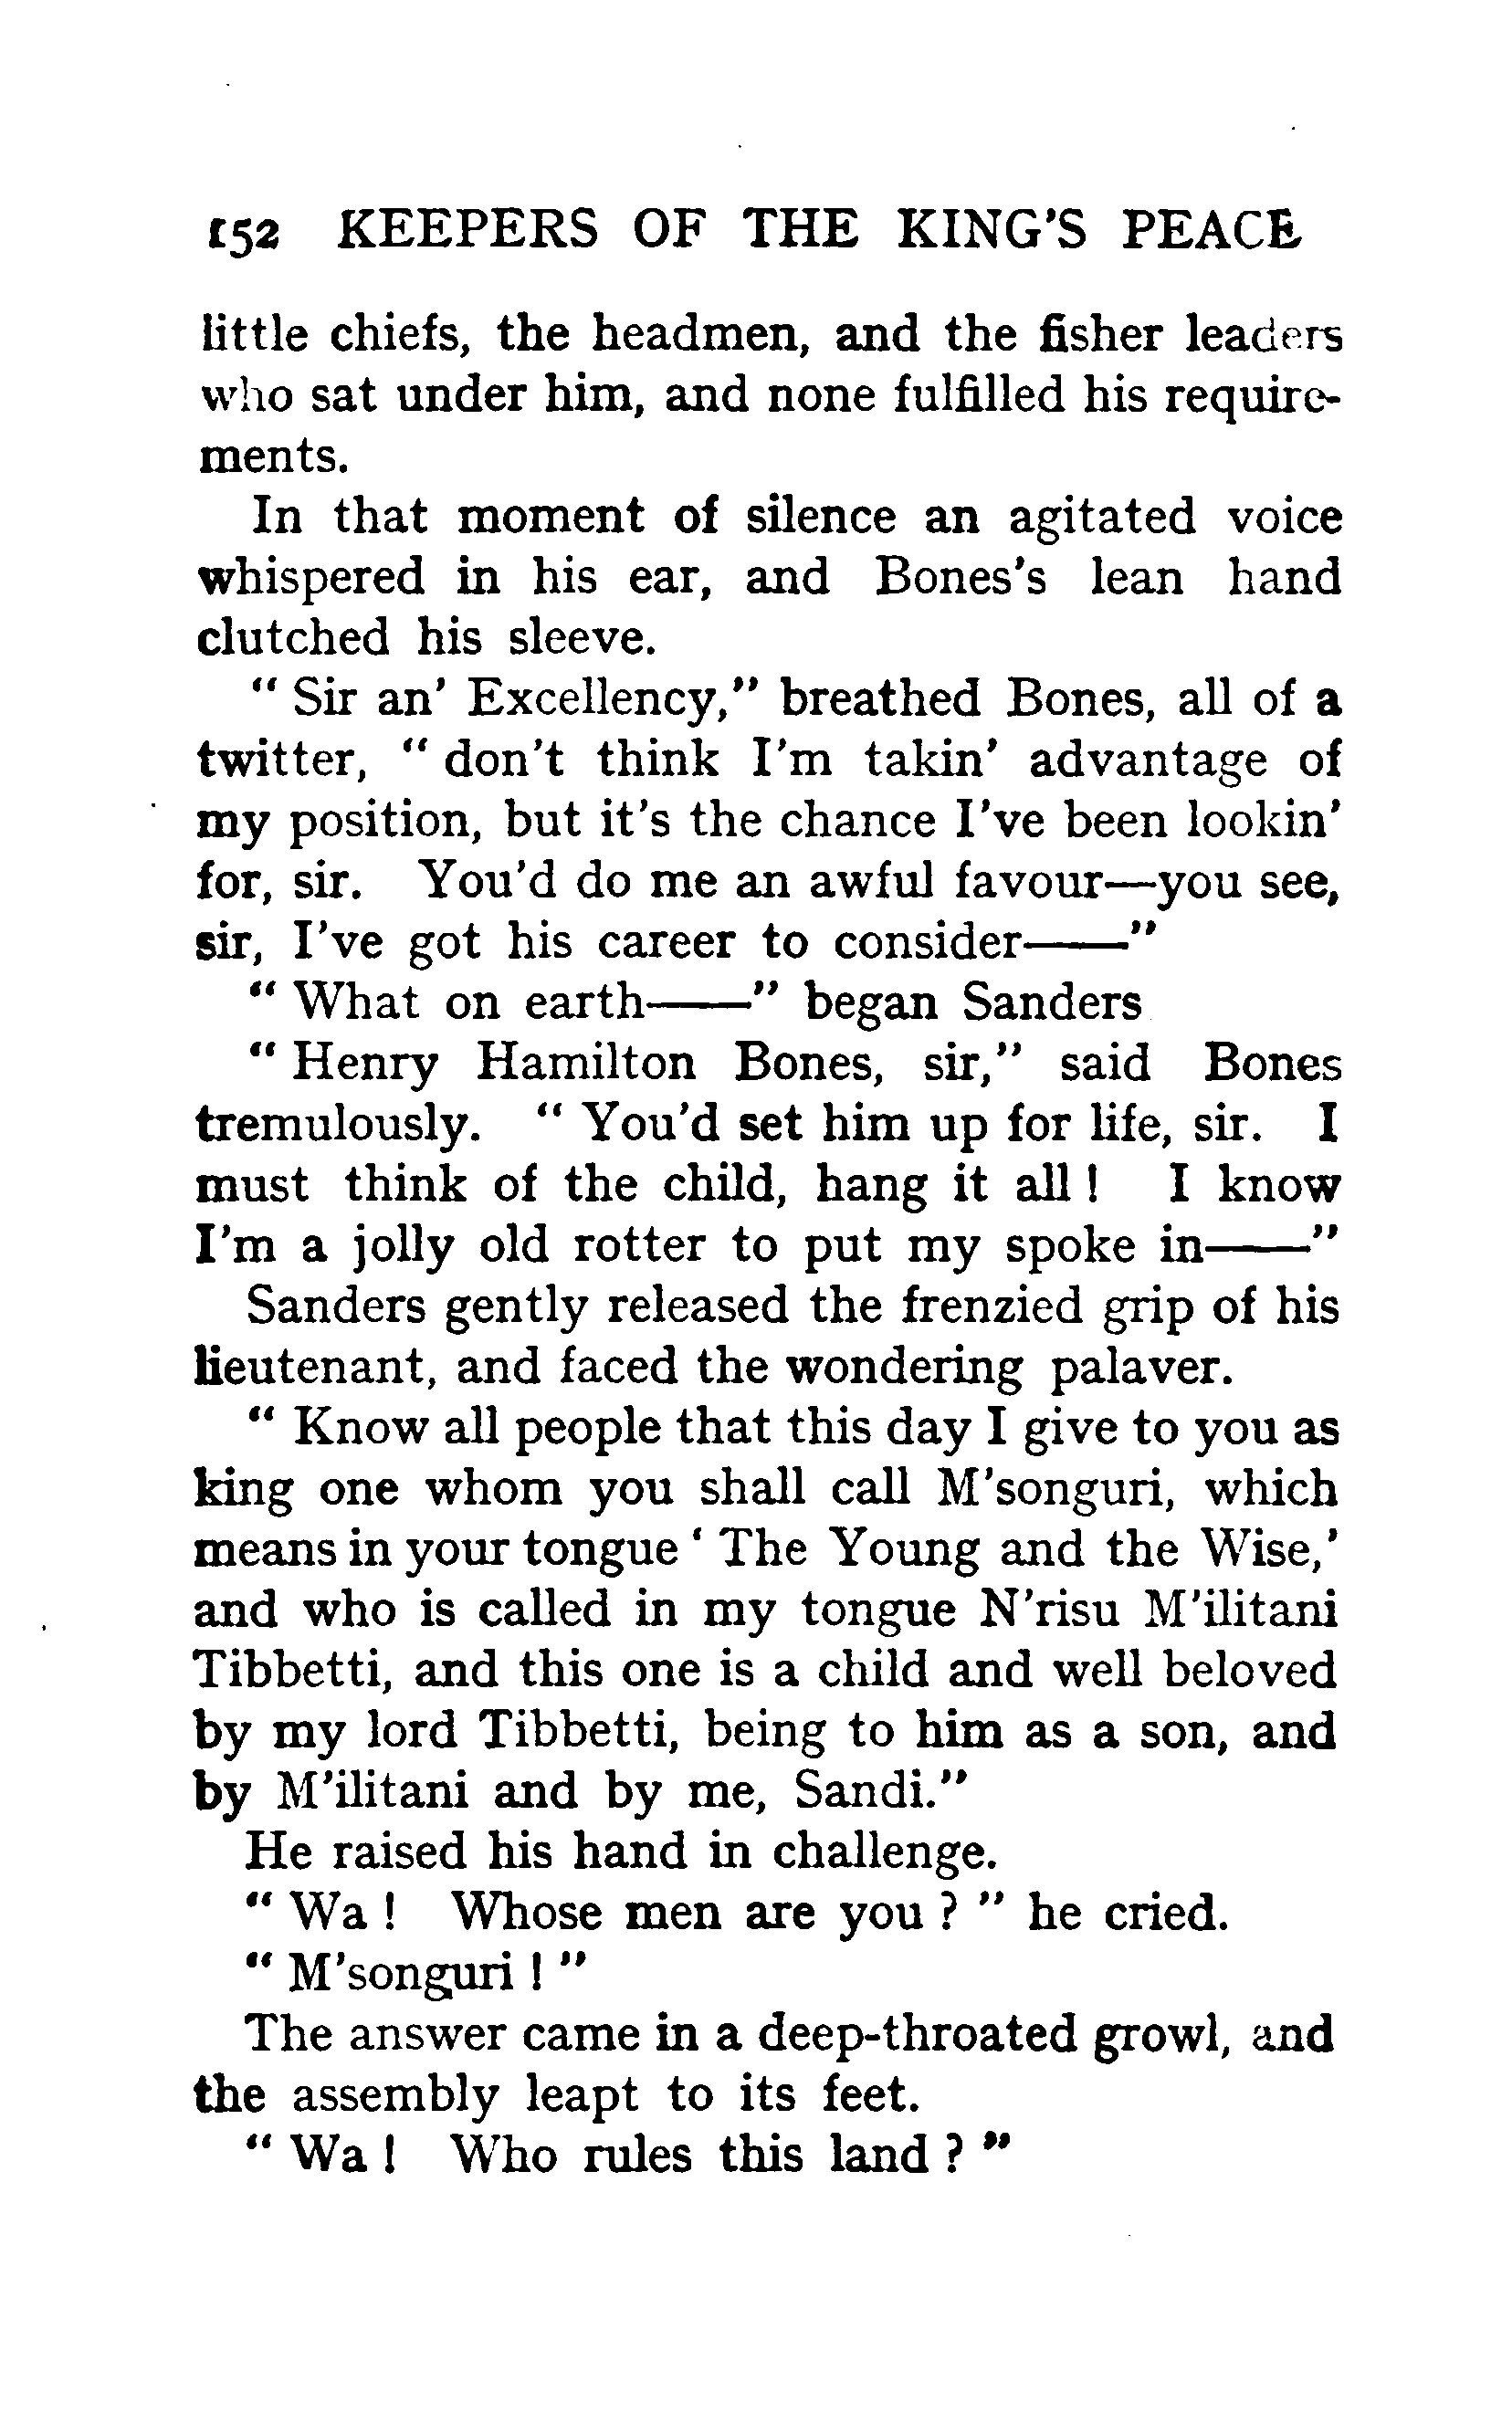 152 KEEPERS OF THE KING'S PEACE
little chiefs, the headmen, and the fisher leaders
who sat under him, and none fulfilled his require-
ments.
In that moment of silence an agitated voice
whispered in his ear, and Bones's lean hand
clutched his sleeve.
" Sir an' Excellency," breathed Bones, all of a
twitter, " don't think I'm takin' advantage of
my position, but it's the chance I've been lookin'
for, sir. You'd do me an awful favour—you see,
sir, I've got his career to consider——"
" What on earth——" began Sanders
" Henry Hamilton Bones, sir," said Bones
tremulously. " You'd set him up for life, sir. I
must think of the child, hang it all ! I know
I'm a jolly old rotter to put my spoke in——"
Sanders gently released the frenzied grip of his
lieutenant, and faced the wondering palaver.
" Know all people that this day I give to you as
king one whom you shall call M'songuri, which
means in your tongue ' The Young and the Wise,'
and who is called in my tongue N'risu M'ilitani
Tibbetti, and this one is a child and well beloved
by my lord Tibbetti, being to him as a son, and
by M'ilitani and by me, Sandi."
He raised his hand in challenge.
" Wa ! Whose men are you ? " he cried.
" M'songuri ! "
The answer came in a deep-throated growl, and
the assembly leapt to its feet.
" Wa ! Who rules this land ? "